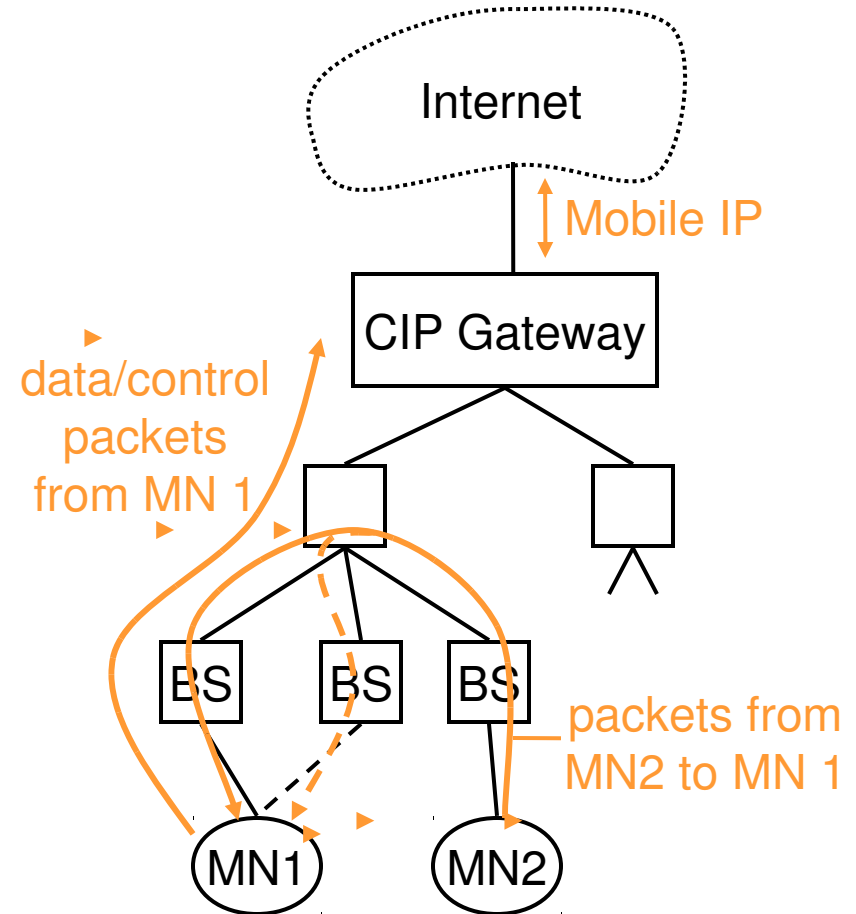 Internet
Mobile IP
CIP Gateway
data/control
packets
from MN 1
BS
BS
BS
packets from
MN2 to MN 1
MN1
MN2